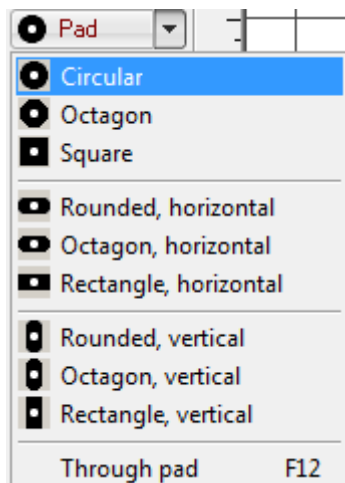 Pad
Circular
Octagon
Square
Rounded, horizontal
Octagon, horizontal
Rectangle, horizontal
Rounded, vertical
Octagon, vertical
Rectangle, vertical
Through pad F12